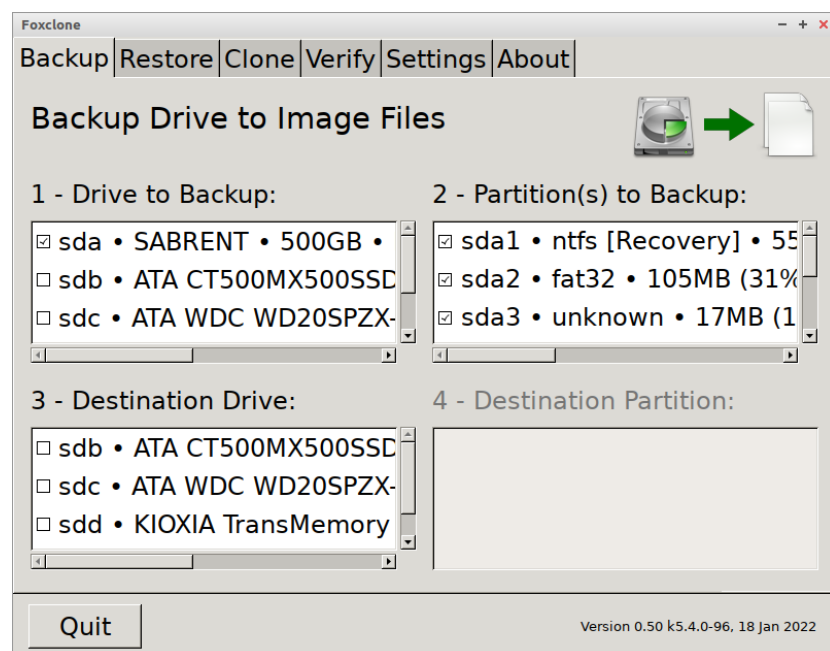 Foxclone
Backup Restore Clone Verify Settings About
Backup Drive to Image Files
1 - Drive to Backup:
sda • SABRENT • 500GB •
sdb • ATA CT500MX500SSD
sdc • ATA WDC WD20SPZX-
2 - Partition(s) to Backup:
sda1 • ntfs [Recovery] • 55
sda2 • fat32 • 105MB (31%
sda3 • unknown • 17MB (1
3 - Destination Drive:
sdb • ATA CT500MX500SSD
sdc • ATA WDC WD20SPZX-
sdd • KIOXIA TransMemory
4 - Destination Partition:
Quit
Version 0.50 k5.4.0-96, 18 Jan 2022